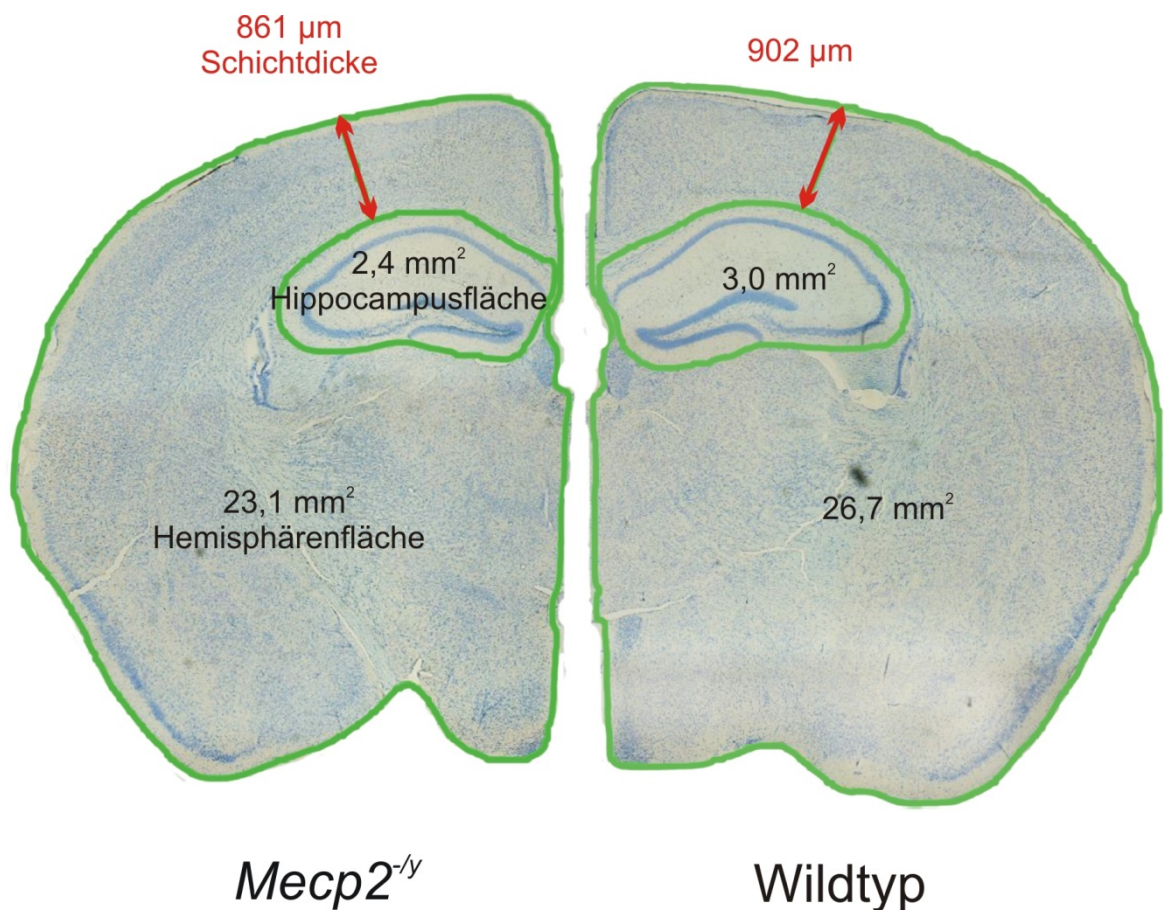 861 µm
Schichtdicke
902 µm
2,4 mm²
Hippocampusfläche
3,0 mm²
23,1 mm²
Hemisphärenfläche
26,7 mm²
Mecp2⁻/ʸ
Wildtyp